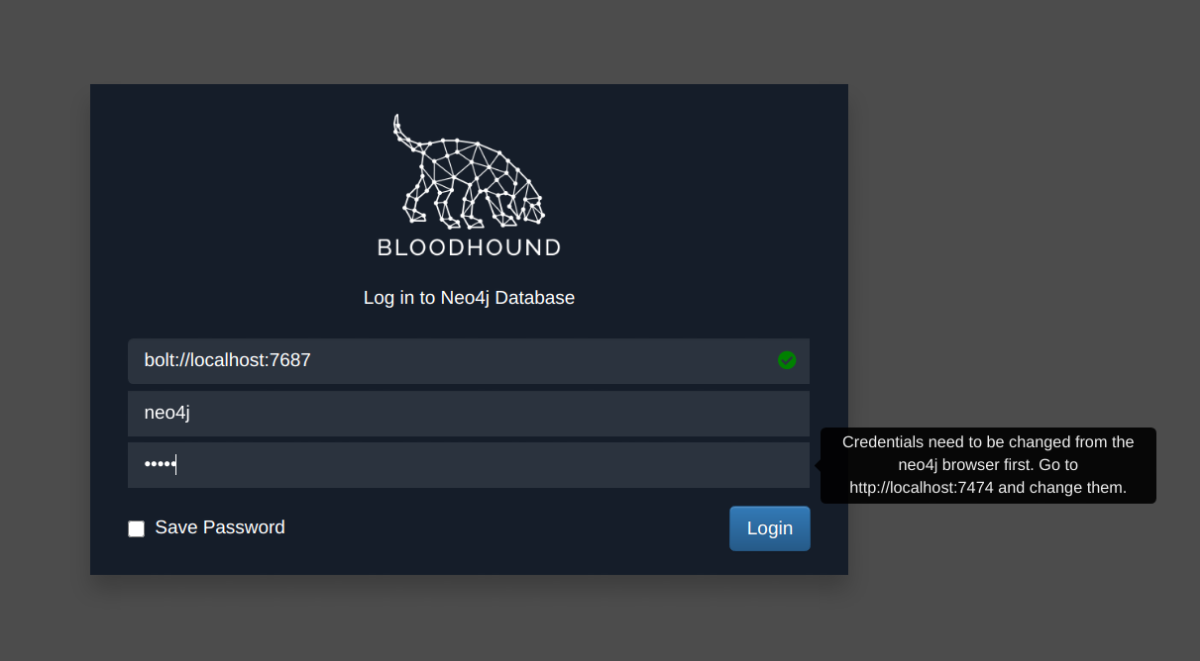 BLOODHOUND
Log in to Neo4j Database
bolt://localhost:7687
neo4j
•••••
Credentials need to be changed from the
neo4j browser first. Go to
http://localhost:7474 and change them.
Save Password
Login